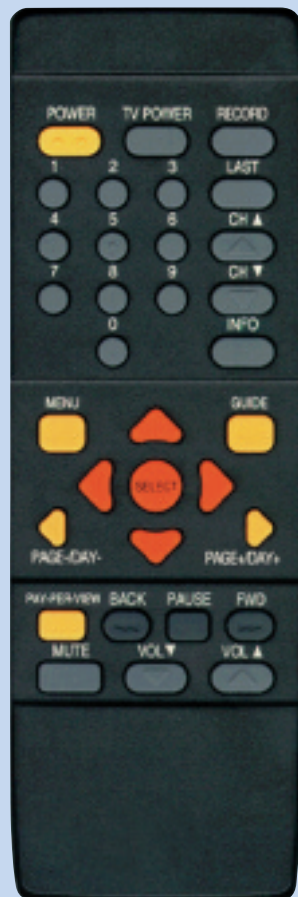 POWER TV POWER RECORD
1 2 3 LAST
4 5 6 CH ▲
7 8 9 CH ▼
0 INFO
MENU GUIDE
SELECT
PAGE-/DAY- PAGE+/DAY+
PAY-PER-VIEW BACK PAUSE FWD
MUTE VOL▼ VOL ▲